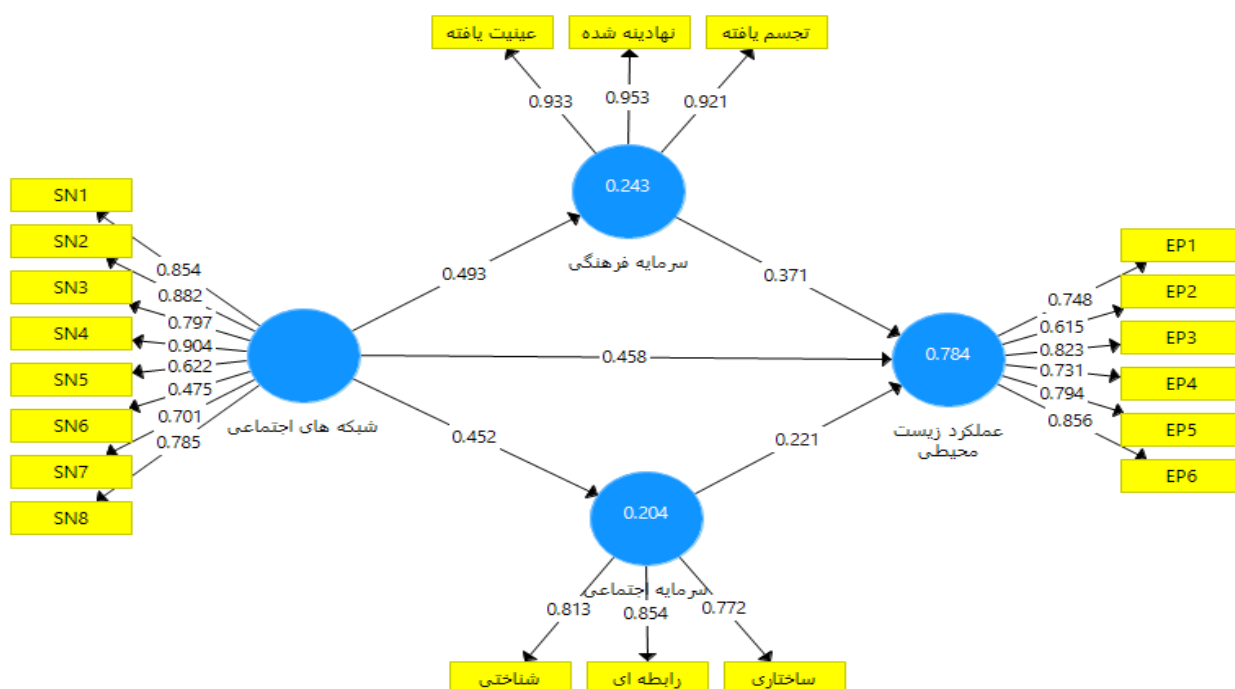 عینیت یافته
نهادینه شده
تجسم یافته
0.933
0.953
0.921
0.243
سرمایه فرهنگی
SN1
SN2
SN3
SN4
SN5
SN6
SN7
SN8
0.854
0.882
0.797
0.904
0.622
0.475
0.701
0.785
شبکه های اجتماعی
0.493
0.371
0.458
0.452
0.221
0.784
عملکرد زیست
محیطی
0.748
0.615
0.823
0.731
0.794
0.856
EP1
EP2
EP3
EP4
EP5
EP6
0.204
سرمایه اجتماعی
0.813
0.854
0.772
شناختی
رابطه ای
ساختاری